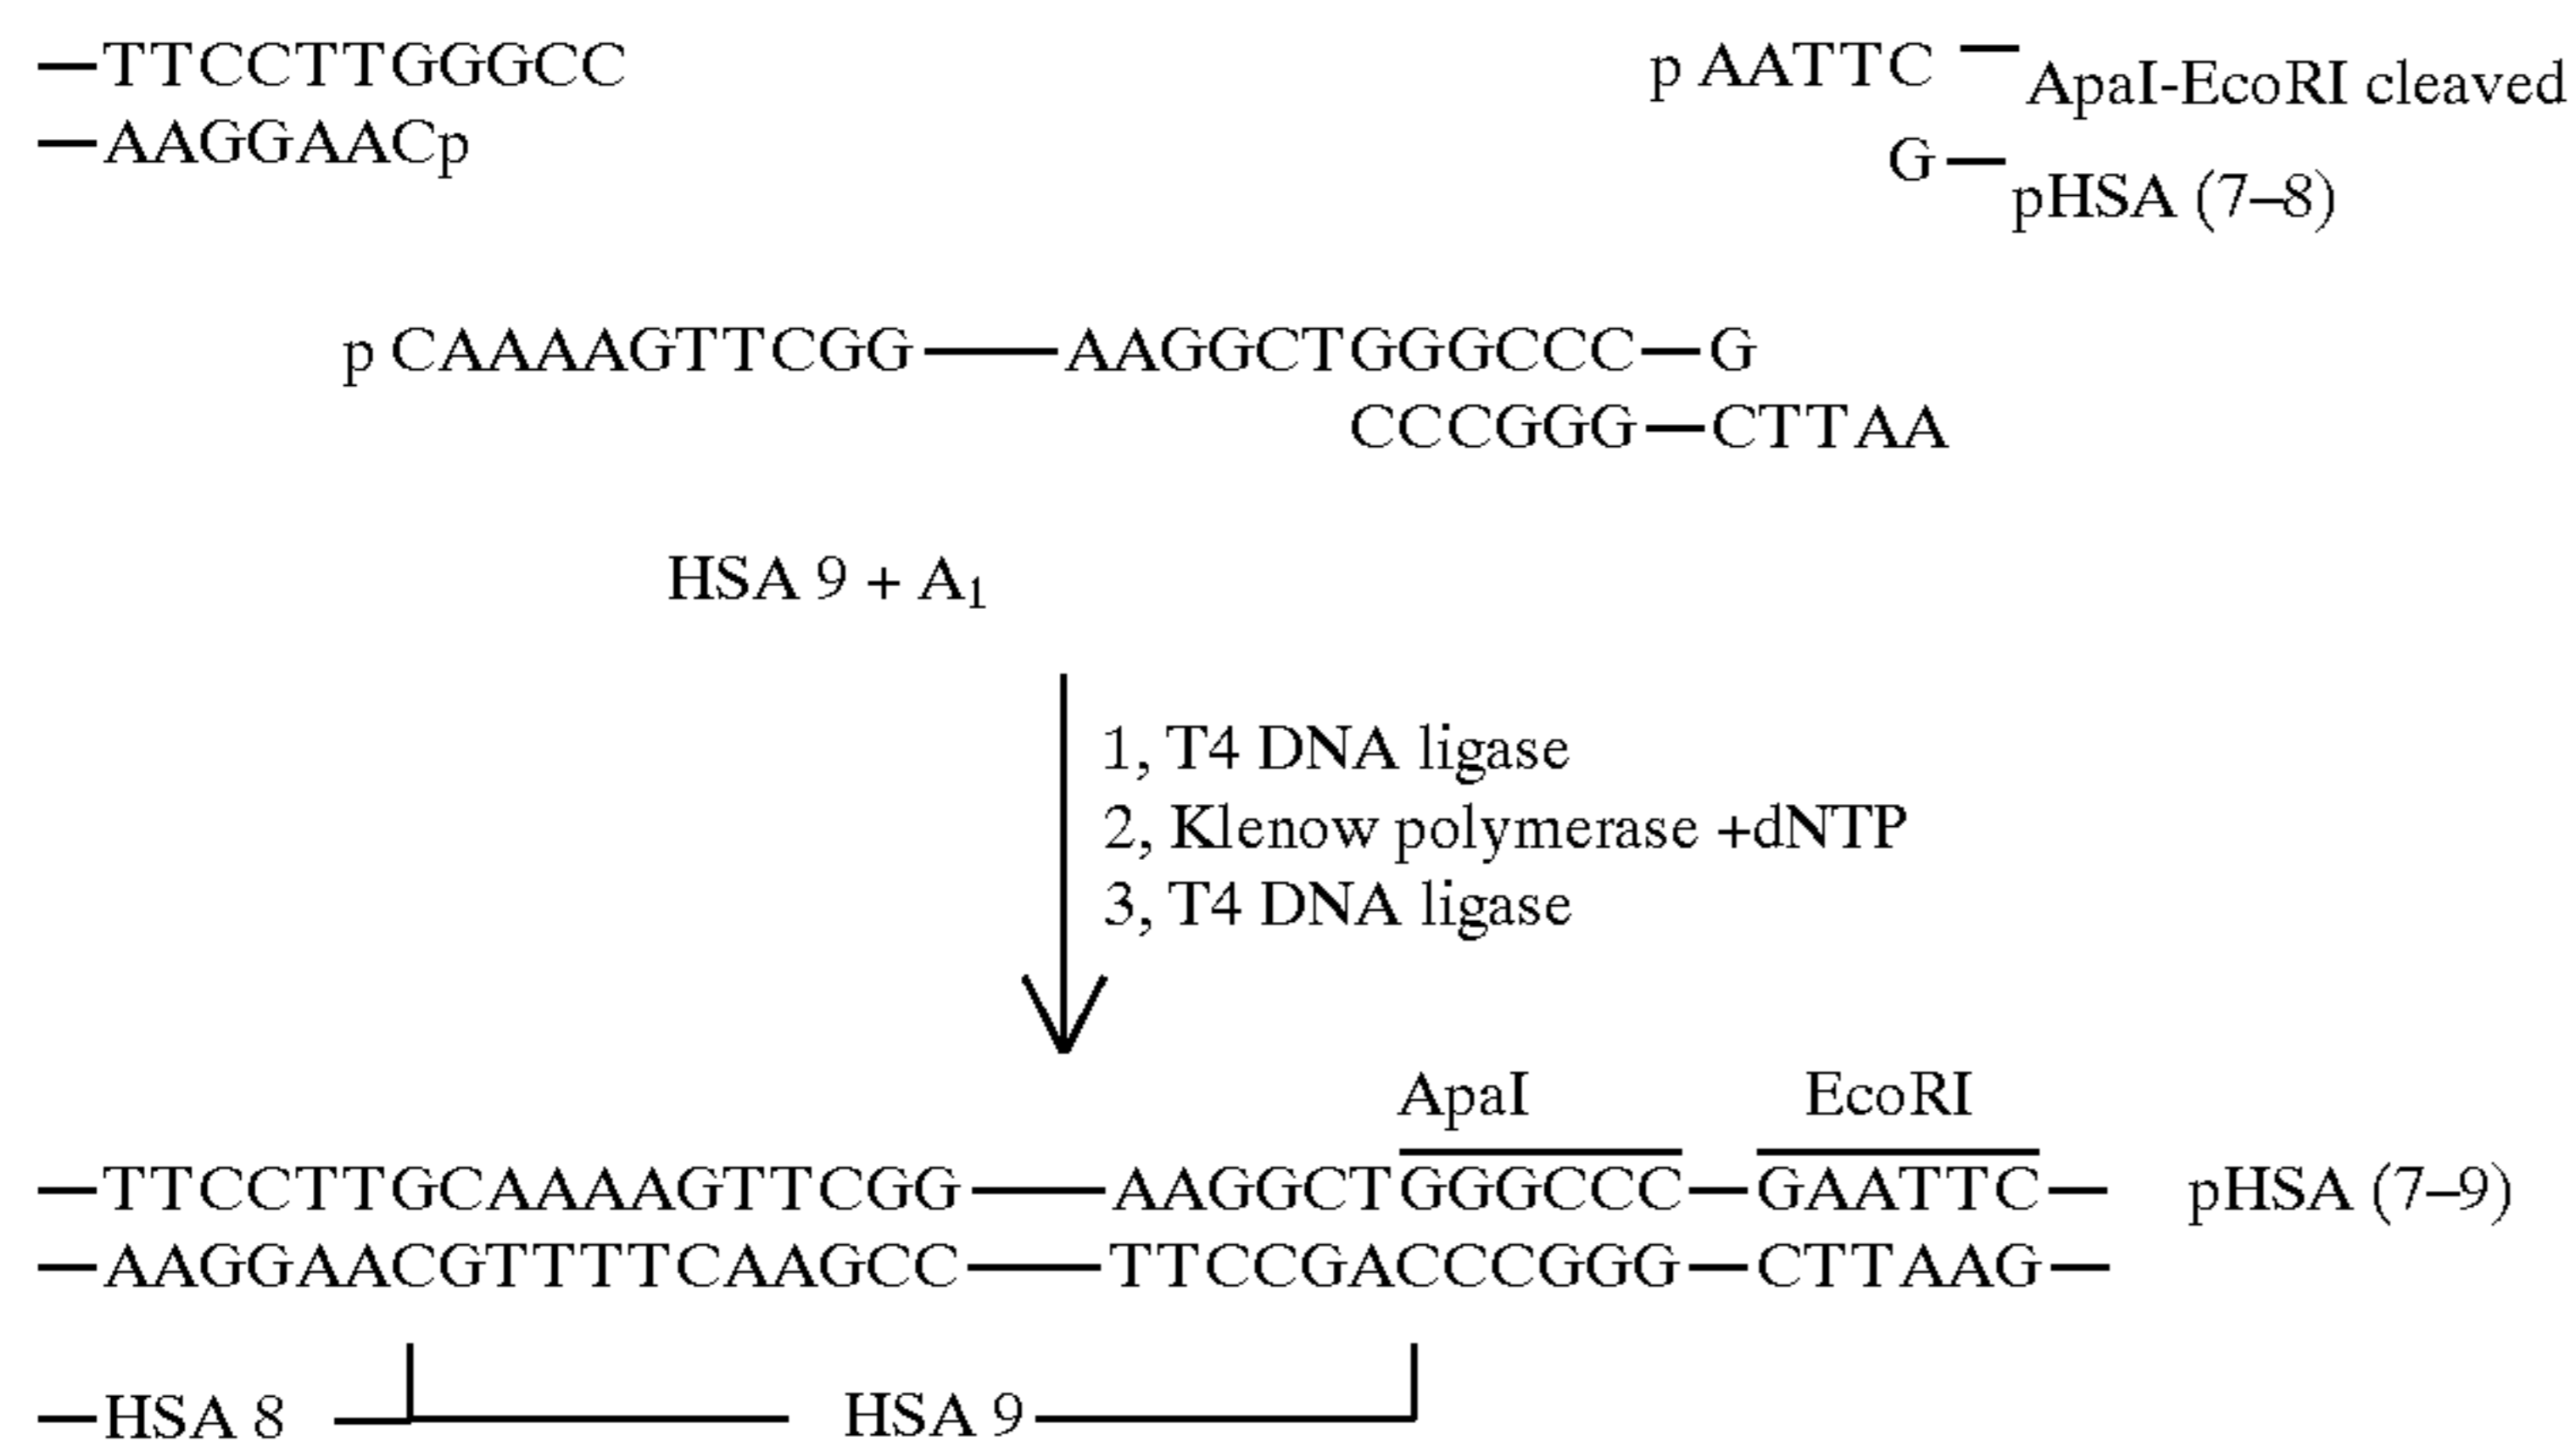 TTCCTTGGGCC
p AATTC
ApaI-EcoRI cleaved
AAGGAACp
G
pHSA (7–8)
p CAAAAGTTCGG — AAGGCTGGGCCC — G
CCCGGG — CTTAA
HSA 9 + A1
1, T4 DNA ligase
2, Klenow polymerase +dNTP
3, T4 DNA ligase
ApaI EcoRI
TTCCTTGCAAAAGTTCGG — AAGGCTGGGCCC — GAATTC — pHSA (7–9)
AAGGAACGTTTTCAAGCC — TTCCGACCCGGG — CTTAAG —
HSA 8 HSA 9